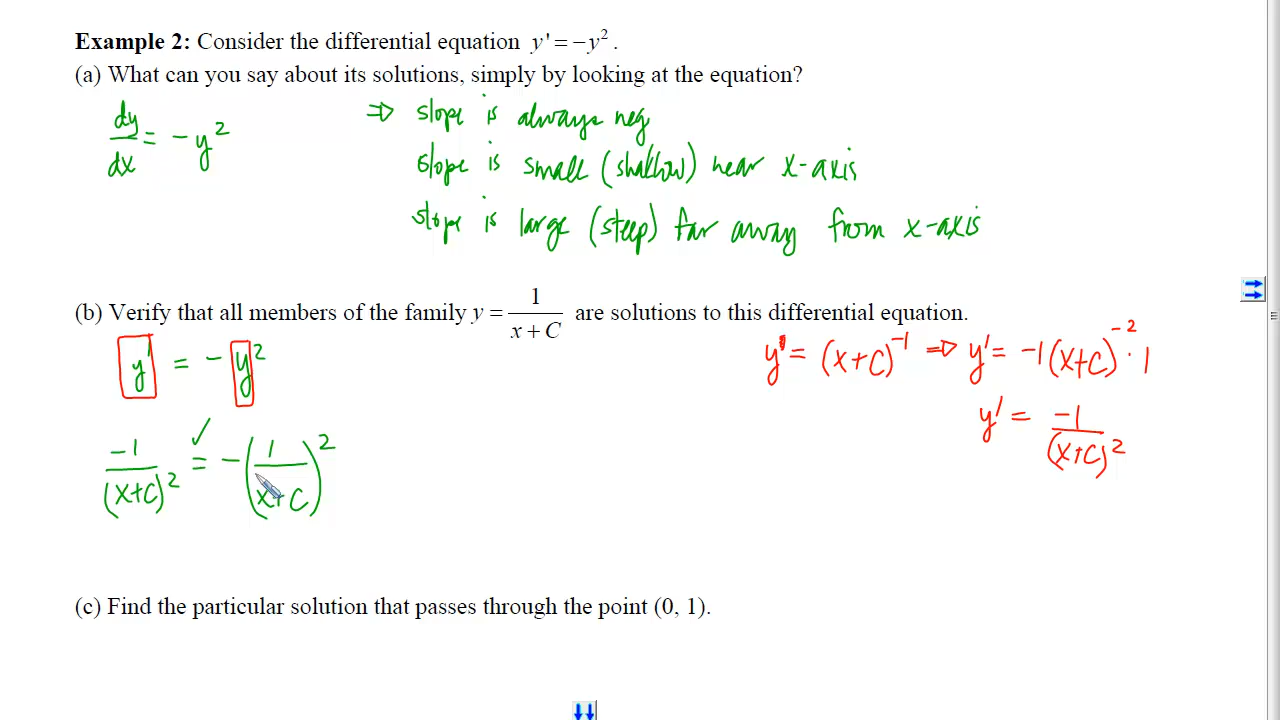 Example 2: Consider the differential equation y' = -y².
(a) What can you say about its solutions, simply by looking at the equation?
dy/dx = -y² ⇒ slope is always neg
slope is small (shallow) near x-axis
slope is large (steep) far away from x-axis
(b) Verify that all members of the family y = 1/(x + C) are solutions to this differential equation.
y' = -y²
y' = (x+c)⁻¹ ⇒ y' = -1(x+c)⁻² · 1
y' = -1/(x+c)²
-1/(x+c)² =✓ -(1/(x+c))²
(c) Find the particular solution that passes through the point (0, 1).